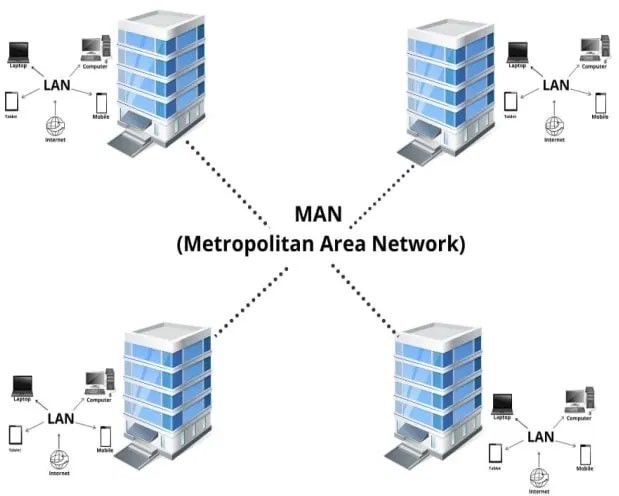 Laptop
Computer
LAN
Tablet
Mobile
Internet
Laptop
Computer
LAN
Tablet
Mobile
Internet
MAN
(Metropolitan Area Network)
Laptop
Computer
LAN
Tablet
Mobile
Internet
Laptop
Computer
LAN
Tablet
Mobile
Internet